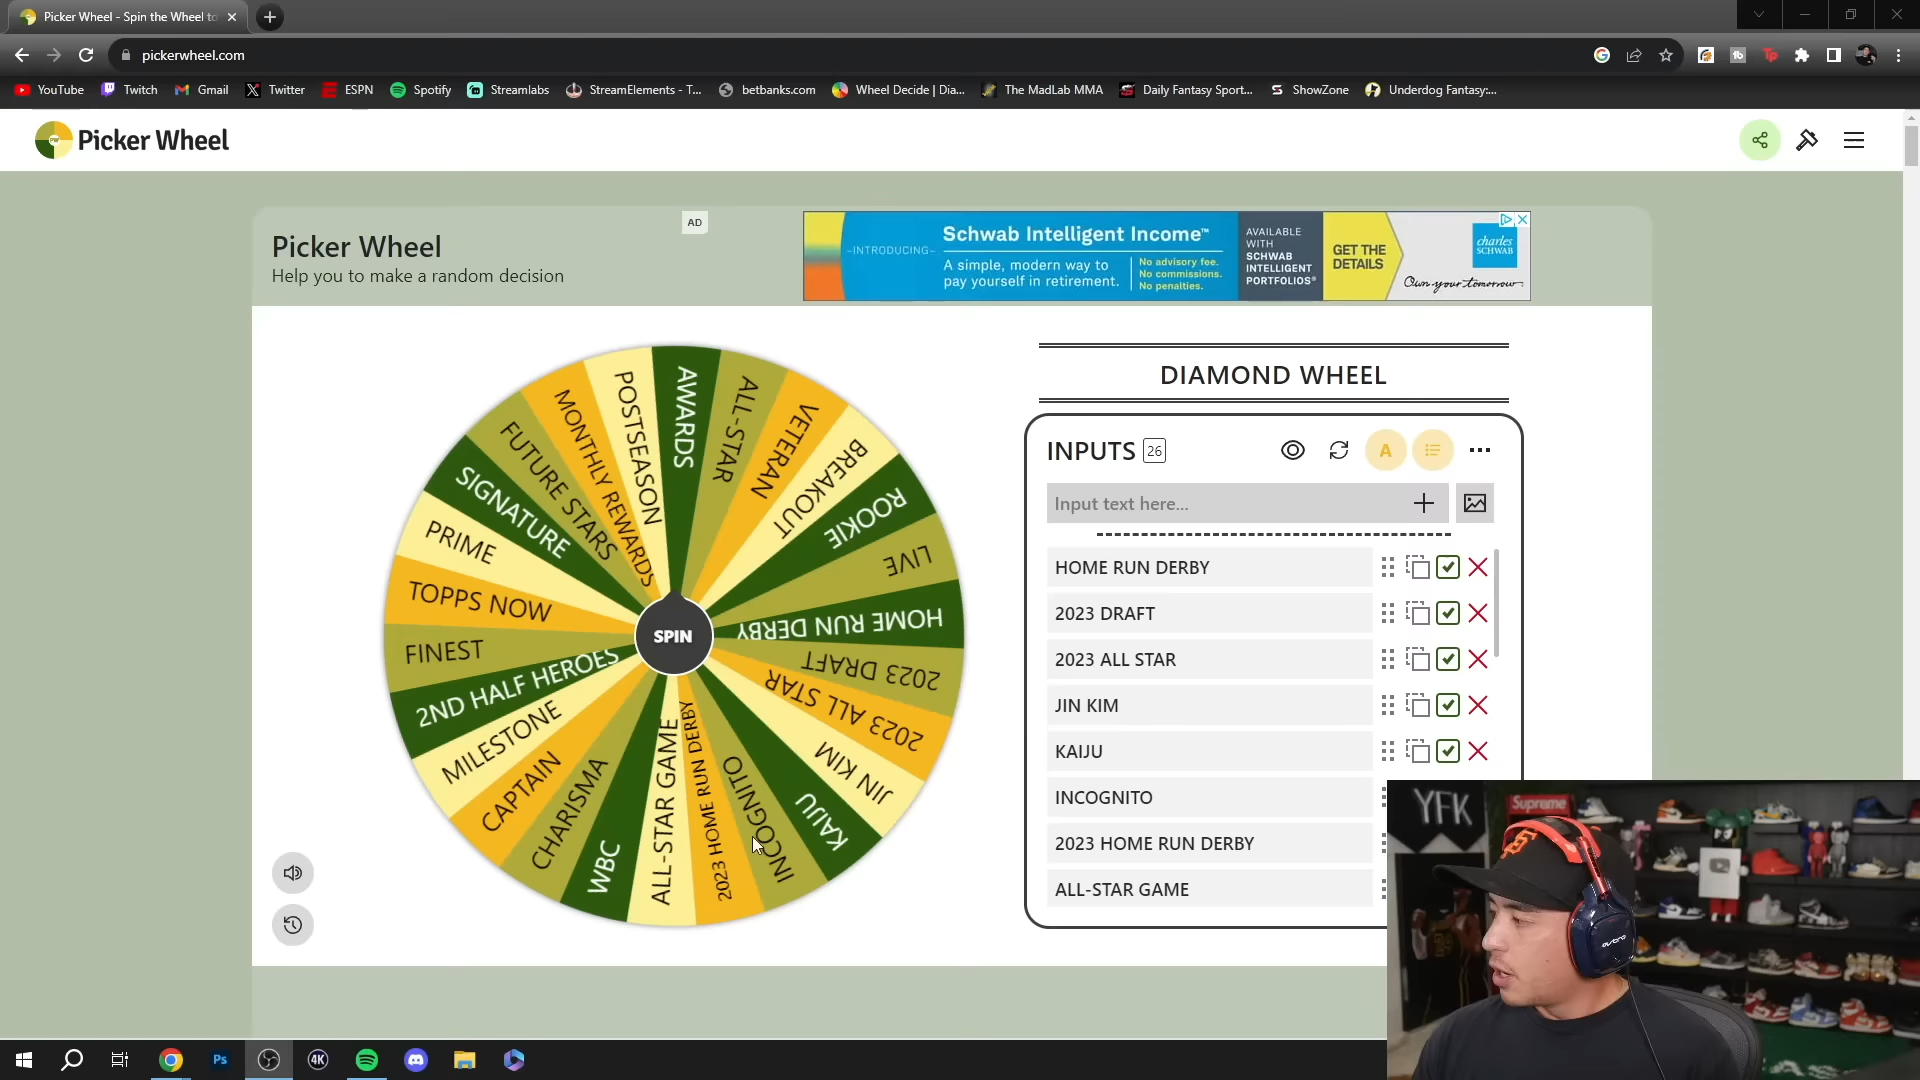 Picker Wheel - Spin the Wheel to
pickerwheel.com
YouTube
Twitch
Gmail
Twitter
ESPN
Spotify
Streamlabs
StreamElements - T...
betbanks.com
Wheel Decide | Dia...
The MadLab MMA
Daily Fantasy Sport...
ShowZone
Underdog Fantasy:...
Picker Wheel
AD
Picker Wheel
Help you to make a random decision
-INTRODUCING-
Schwab Intelligent Income™
A simple, modern way to
pay yourself in retirement.
No advisory fee.
No commissions.
No penalties.
AVAILABLE
WITH
SCHWAB
INTELLIGENT
PORTFOLIOS®
GET THE
DETAILS
charles
SCHWAB
Own your tomorrow.
AWARDS
ALL-STAR
VETERAN
BREAKOUT
ROOKIE
LIVE
HOME RUN DERBY
2023 DRAFT
2023 ALL STAR
JIN KIM
KAIJU
INCOGNITO
2023 HOME RUN DERBY
ALL-STAR GAME
WBC
CHARISMA
CAPTAIN
MILESTONE
2ND HALF HEROES
FINEST
TOPPS NOW
PRIME
SIGNATURE
FUTURE STARS
MONTHLY REWARDS
POSTSEASON
SPIN
DIAMOND WHEEL
INPUTS 26
A
Input text here...
HOME RUN DERBY
2023 DRAFT
2023 ALL STAR
JIN KIM
KAIJU
INCOGNITO
2023 HOME RUN DERBY
ALL-STAR GAME
YFK
Supreme
Ps
4K